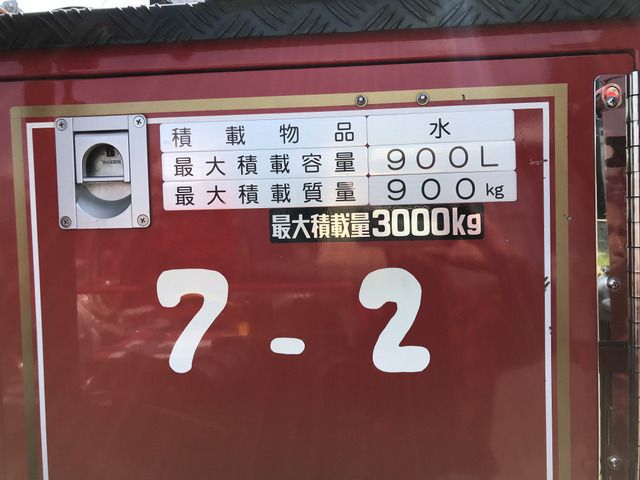 積載物品 水
最大積載容量 900L
最大積載質量 900kg
最大積載量3000kg
7-2